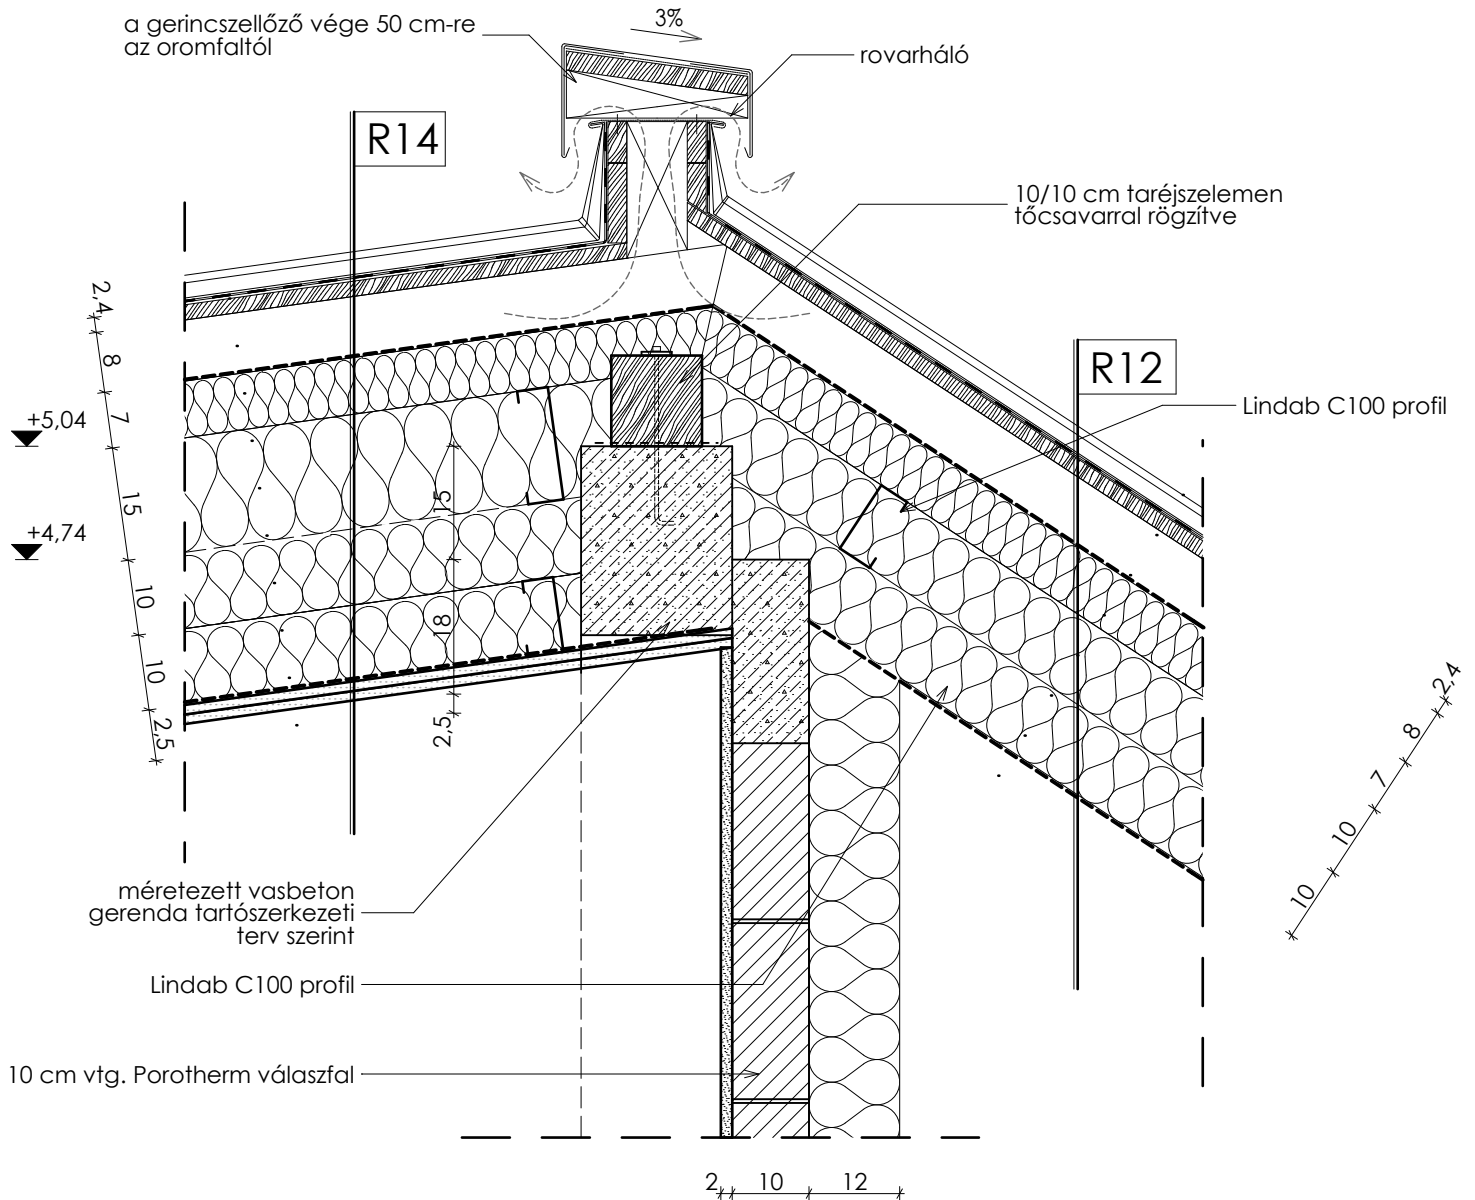 a gerincszellőző vége 50 cm-re
az oromfaltól
3%
rovarháló
R14
10/10 cm taréjszelemen
tőcsavarral rögzítve
R12
Lindab C100 profil
2,4
8
7
15
10
10
2,5
+5,04
+4,74
15
18
2,5
2,4
8
7
10
10
méretezett vasbeton
gerenda tartószerkezeti
terv szerint
Lindab C100 profil
10 cm vtg. Porotherm válaszfal
2 10 12